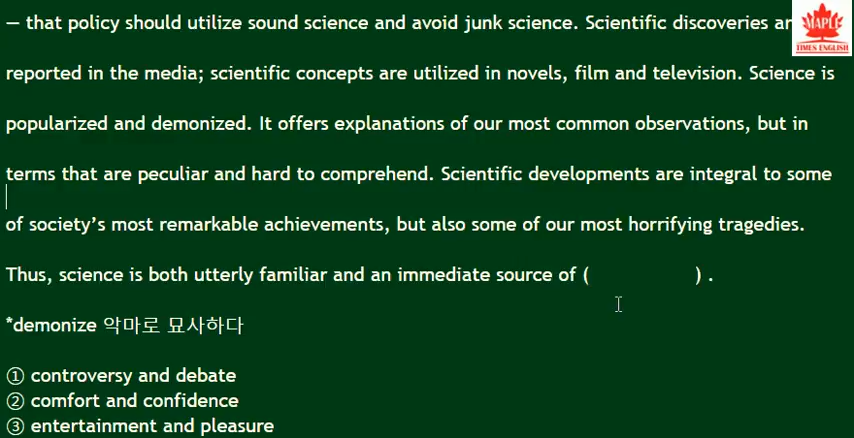 — that policy should utilize sound science and avoid junk science. Scientific discoveries ar
MAPLE
TIMES ENGLISH
reported in the media; scientific concepts are utilized in novels, film and television. Science is
popularized and demonized. It offers explanations of our most common observations, but in
terms that are peculiar and hard to comprehend. Scientific developments are integral to some
of society’s most remarkable achievements, but also some of our most horrifying tragedies.
Thus, science is both utterly familiar and an immediate source of ( ) .
*demonize 악마로 묘사하다
① controversy and debate
② comfort and confidence
③ entertainment and pleasure